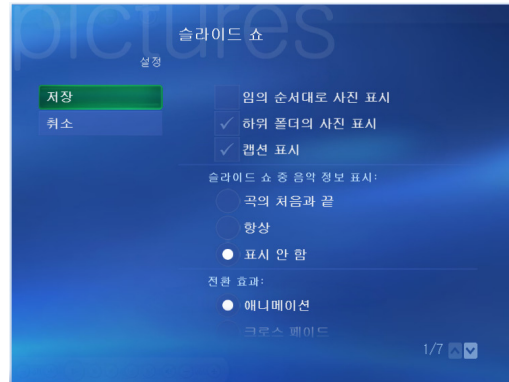 pictures
슬라이드 쇼
설정
저장
취소
임의 순서대로 사진 표시
하위 폴더의 사진 표시
캡션 표시
슬라이드 쇼 중 음악 정보 표시:
곡의 처음과 끝
항상
표시 안 함
전환 효과:
애니메이션
크로스 페이드
1/7